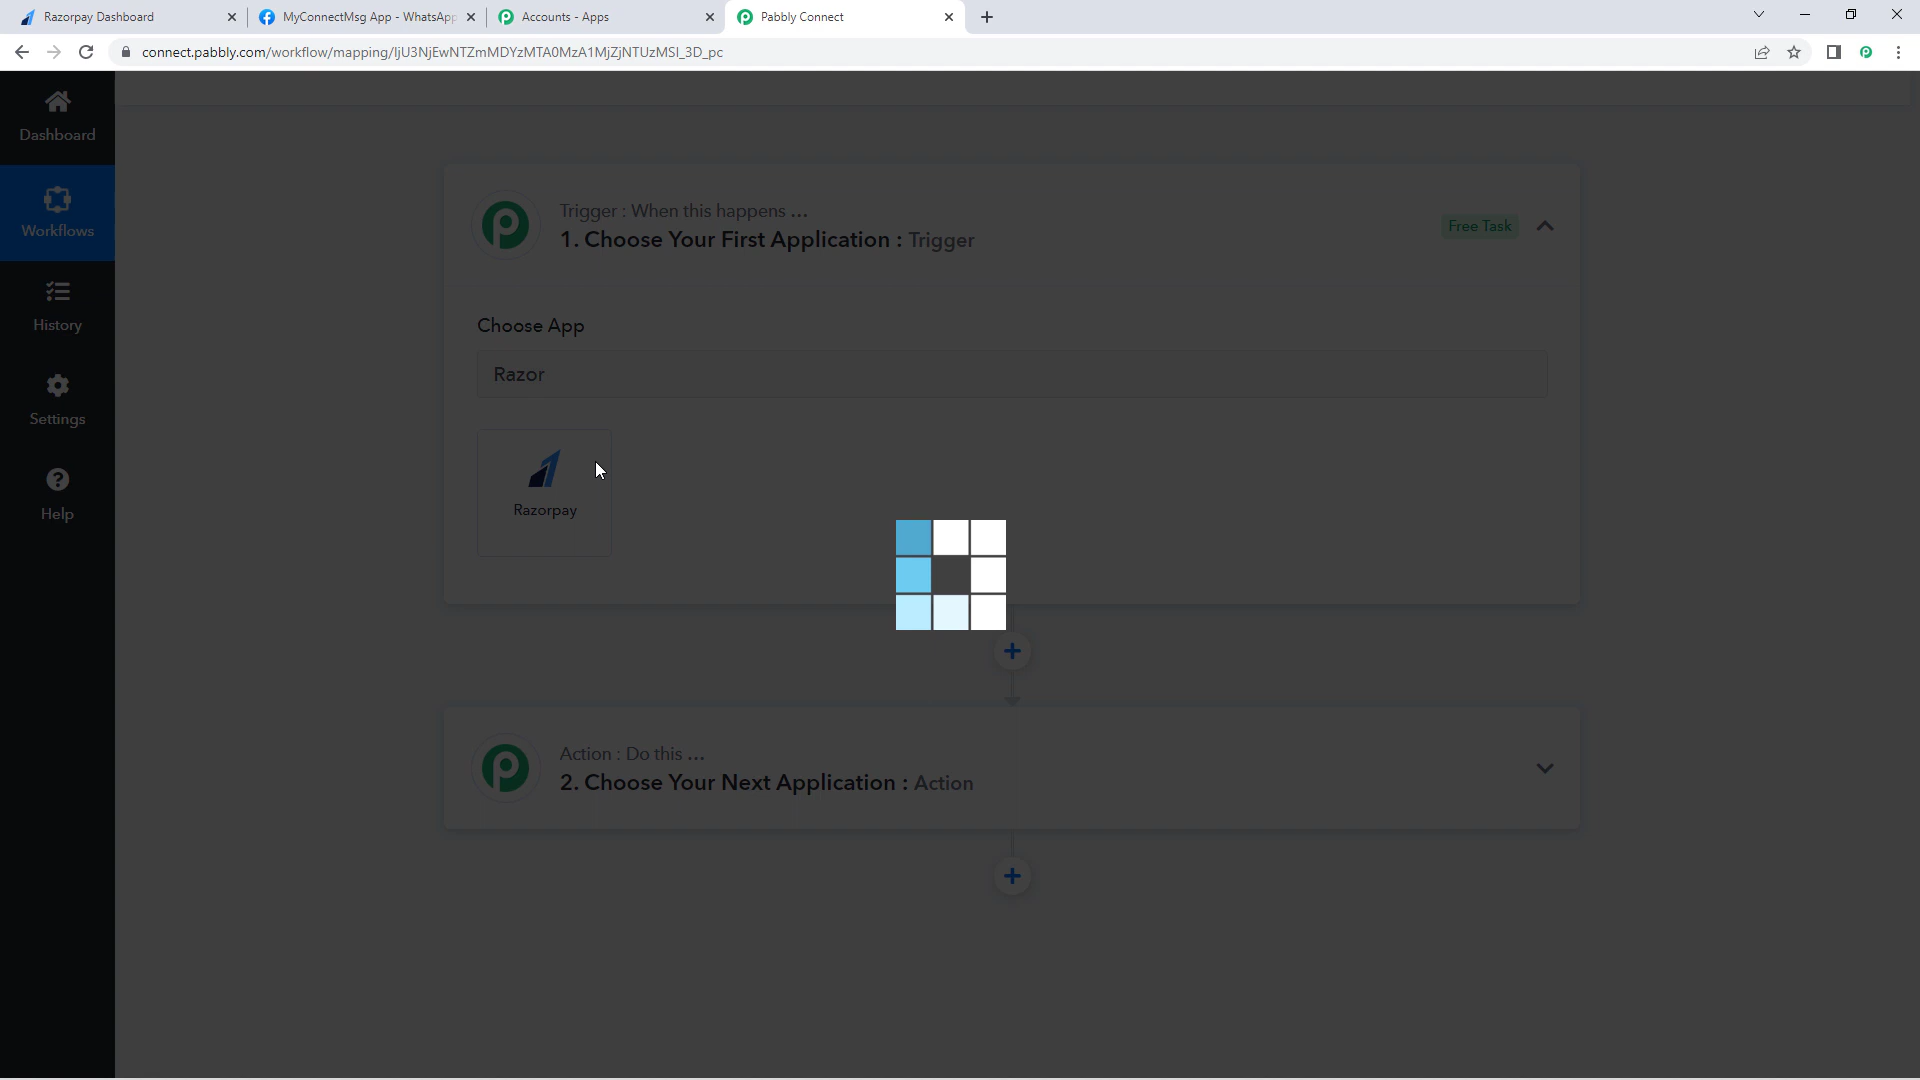 Razorpay Dashboard
MyConnectMsg App - WhatsApp
Accounts - Apps
Pabbly Connect
connect.pabbly.com/workflow/mapping/IjU3NjEwNTZmMDYzMTA0MzA1MjZjNTUzMSI_3D_pc
Dashboard
Workflows
History
Settings
Help
Trigger : When this happens ...
1. Choose Your First Application : Trigger
Free Task
Choose App
Razor
Razorpay
Action : Do this ...
2. Choose Your Next Application : Action